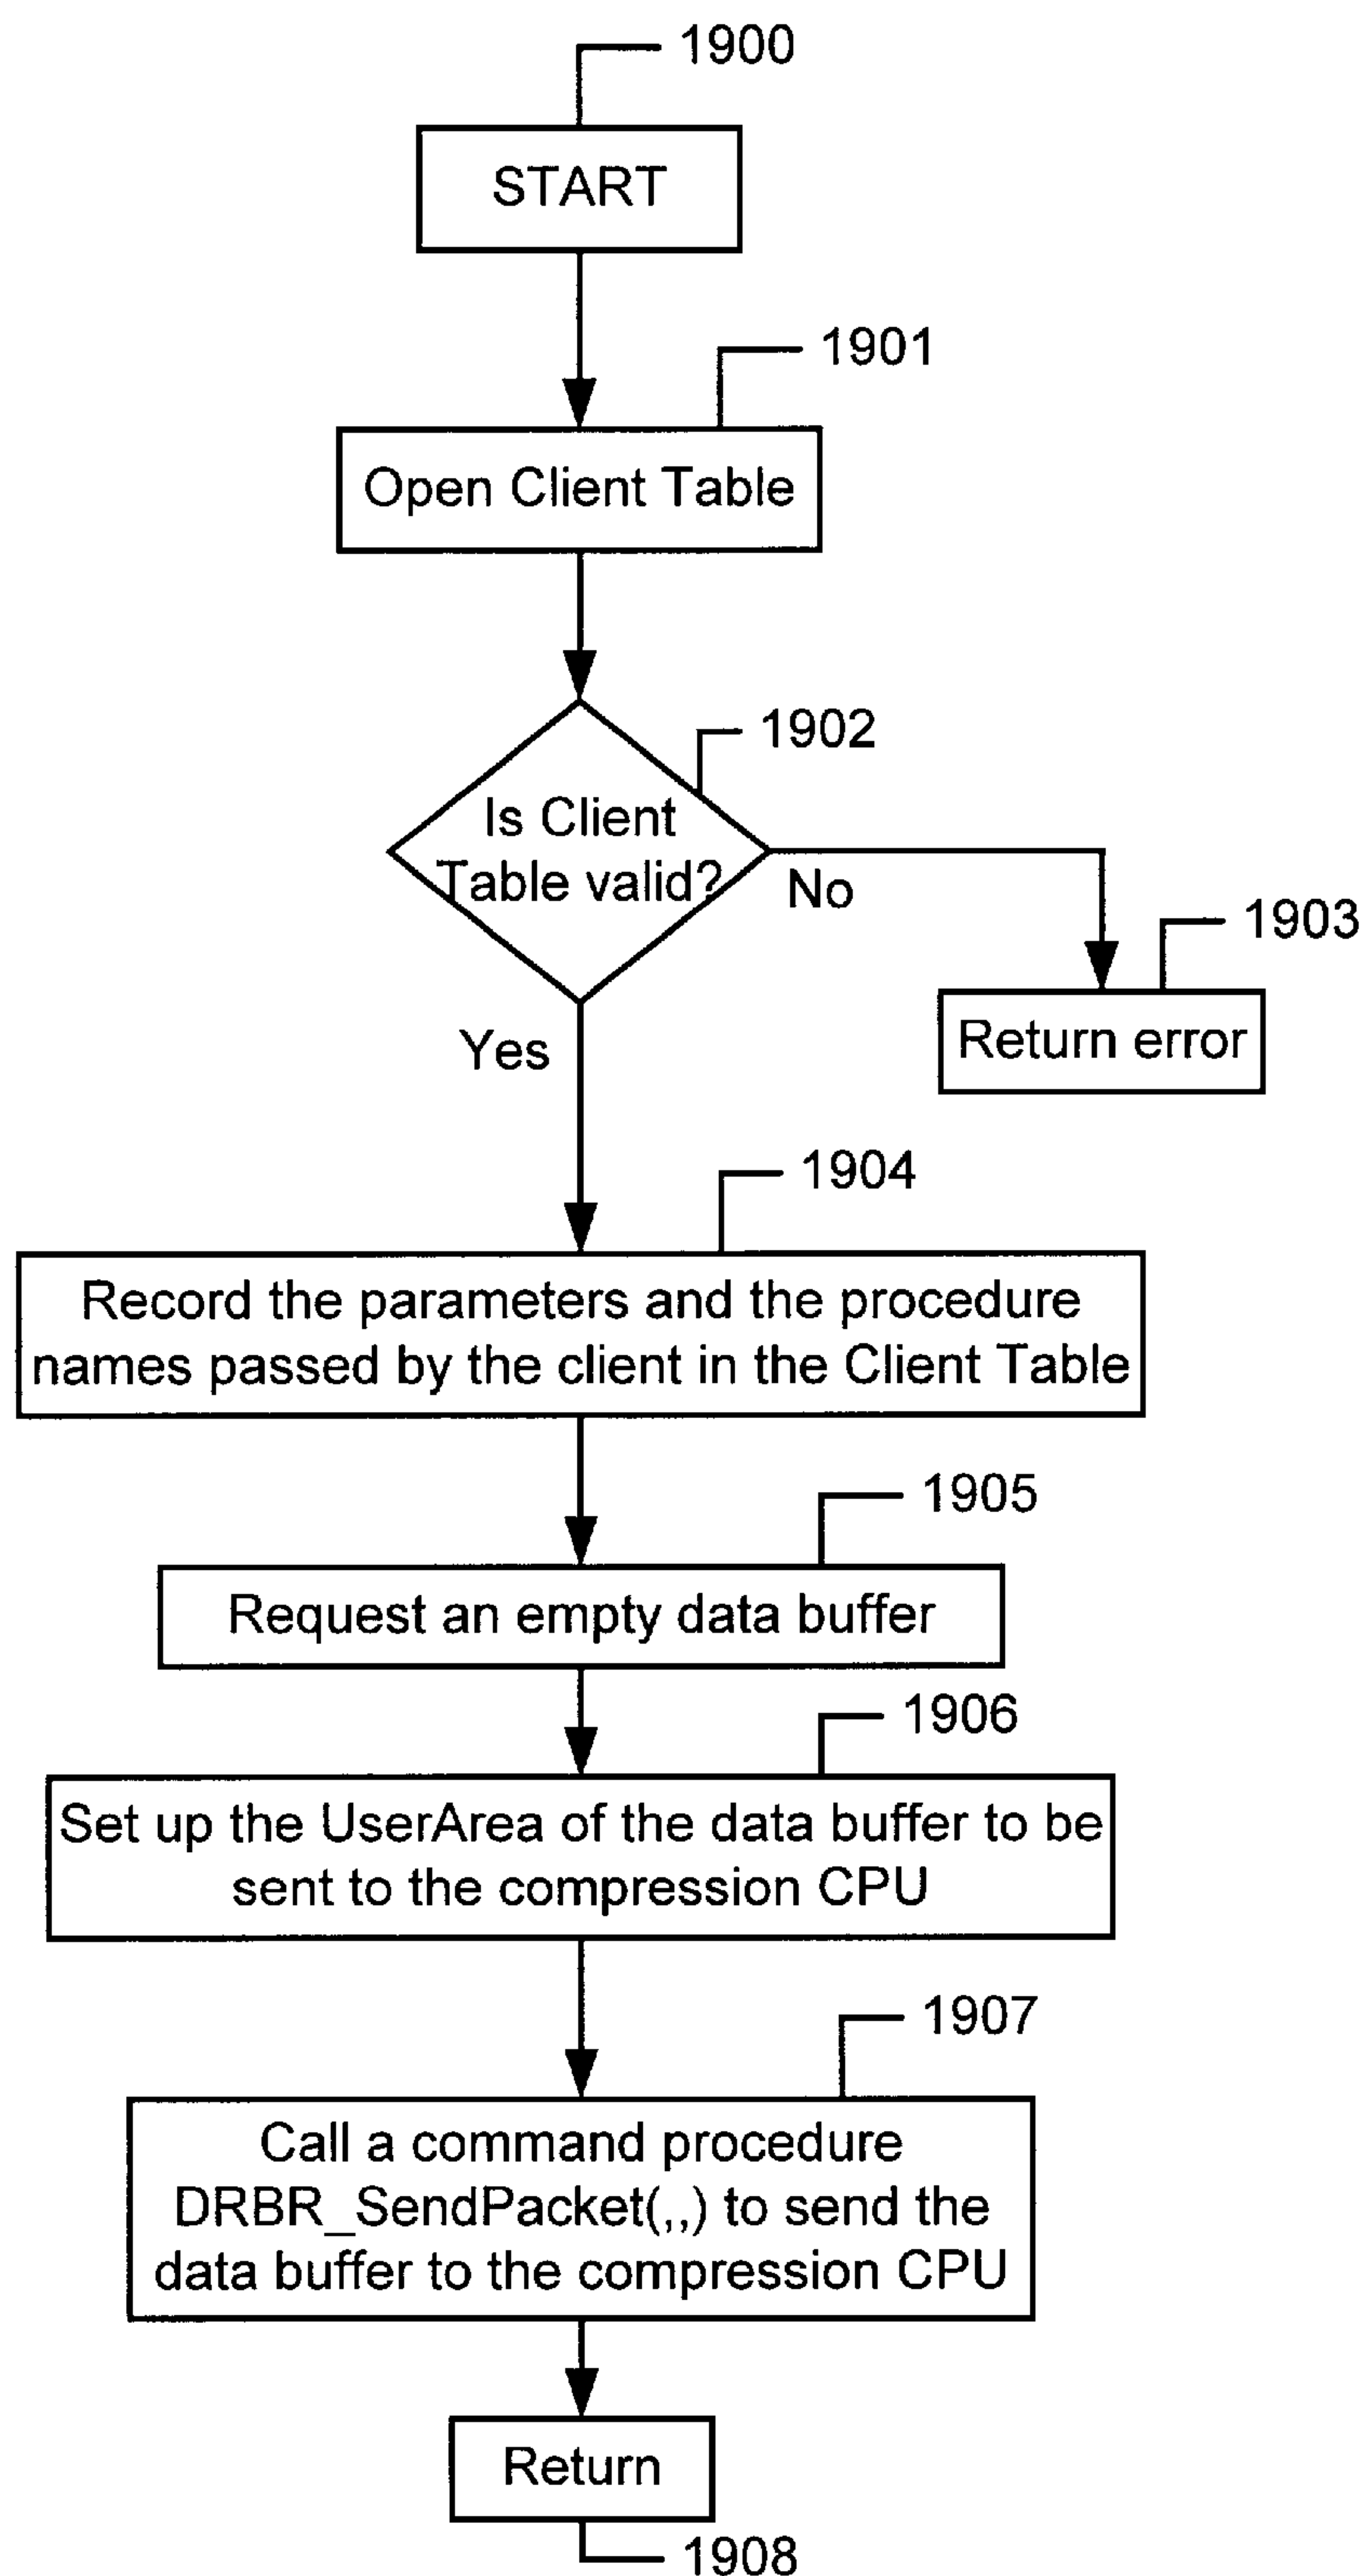 1900
START
1901
Open Client Table
1902
Is Client
Table valid?
No
1903
Return error
Yes
1904
Record the parameters and the procedure
names passed by the client in the Client Table
1905
Request an empty data buffer
1906
Set up the UserArea of the data buffer to be
sent to the compression CPU
1907
Call a command procedure
DRBR_SendPacket(,,) to send the
data buffer to the compression CPU
Return
1908